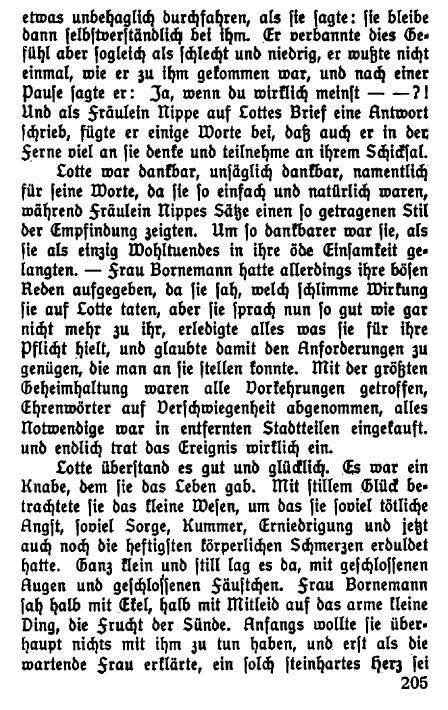 etwas unbehaglich durchfahren, als sie sagte: sie bleibe
dann selbstverständlich bei ihm. Er verbannte dies Ge-
fühl aber sogleich als schlecht und niedrig, er wußte nicht
einmal, wie er zu ihm gekommen war, und nach einer
Pause sagte er: Ja, wenn du wirklich meinst — —?!
Und als Fräulein Nippe auf Lottes Brief eine Antwort
schrieb, fügte er einige Worte bei, daß auch er in der
Ferne viel an sie denke und teilnehme an ihrem Schicksal.
Lotte war dankbar, unsäglich dankbar, namentlich
für seine Worte, da sie so einfach und natürlich waren,
während Fräulein Nippes Sätze einen so getragenen Stil
der Empfindung zeigten. Um so dankbarer war sie, als
sie als einzig Wohltuendes in ihre öde Einsamkeit ge-
langten. — Frau Bornemann hatte allerdings ihre bösen
Reden aufgegeben, da sie sah, welch schlimme Wirkung
sie auf Lotte taten, aber sie sprach nun so gut wie gar
nicht mehr zu ihr, erledigte alles was sie für ihre
Pflicht hielt, und glaubte damit den Anforderungen zu
genügen, die man an sie stellen konnte. Mit der größten
Geheimhaltung waren alle Vorkehrungen getroffen,
Ehrenwörter auf Verschwiegenheit abgenommen, alles
Notwendige war in entfernten Stadtteilen eingekauft.
und endlich trat das Ereignis wirklich ein.
Lotte überstand es gut und glücklich. Es war ein
Knabe, dem sie das Leben gab. Mit stillem Glück be-
trachtete sie das kleine Wesen, um das sie soviel tötliche
Angst, soviel Sorge, Kummer, Erniedrigung und jetzt
auch noch die heftigsten körperlichen Schmerzen erduldet
hatte. Ganz klein und still lag es da, mit geschlossenen
Augen und geschlossenen Fäustchen. Frau Bornemann
sah halb mit Ekel, halb mit Mitleid auf das arme kleine
Ding, die Frucht der Sünde. Anfangs wollte sie über-
haupt nichts mit ihm zu tun haben, und erst als die
wartende Frau erklärte, ein solch steinhartes Herz sei
205